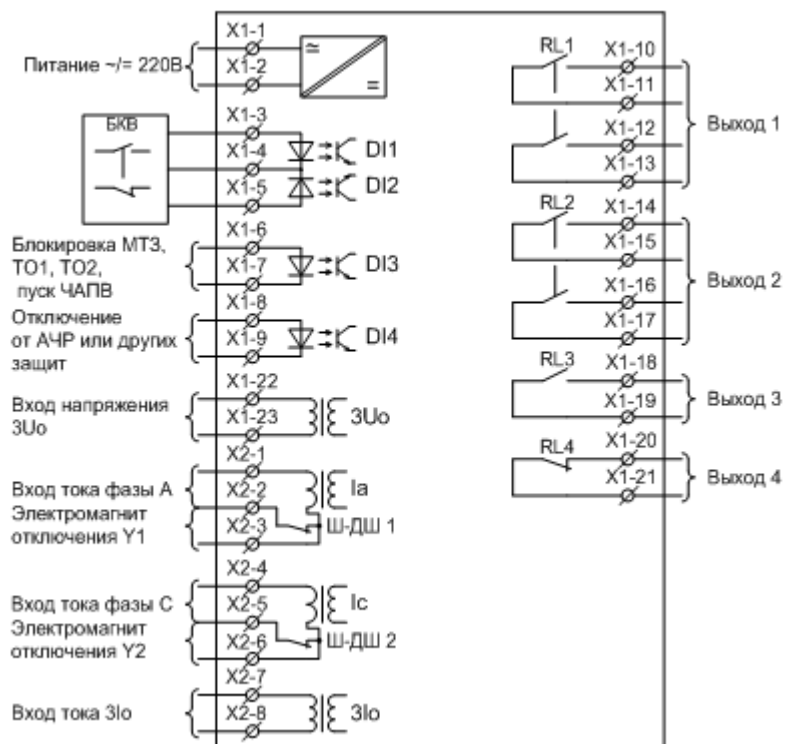 X1-1
Питание ~/= 220В
X1-2
≃
=
БКВ
X1-3
X1-4
DI1
X1-5
DI2
X1-6
Блокировка МТЗ,
ТО1, ТО2,
пуск ЧАПВ
X1-7
DI3
X1-8
Отключение
от АЧР или других
защит
X1-9
DI4
X1-22
Вход напряжения
3Uo
X1-23
3Uo
X2-1
Вход тока фазы А
X2-2
Ia
Электромагнит
отключения Y1
X2-3
Ш-ДШ 1
X2-4
Вход тока фазы С
X2-5
Ic
Электромагнит
отключения Y2
X2-6
Ш-ДШ 2
X2-7
Вход тока 3Io
X2-8
3Io
RL1
X1-10
X1-11
X1-12
X1-13
Выход 1
RL2
X1-14
X1-15
X1-16
X1-17
Выход 2
RL3
X1-18
X1-19
Выход 3
RL4
X1-20
X1-21
Выход 4